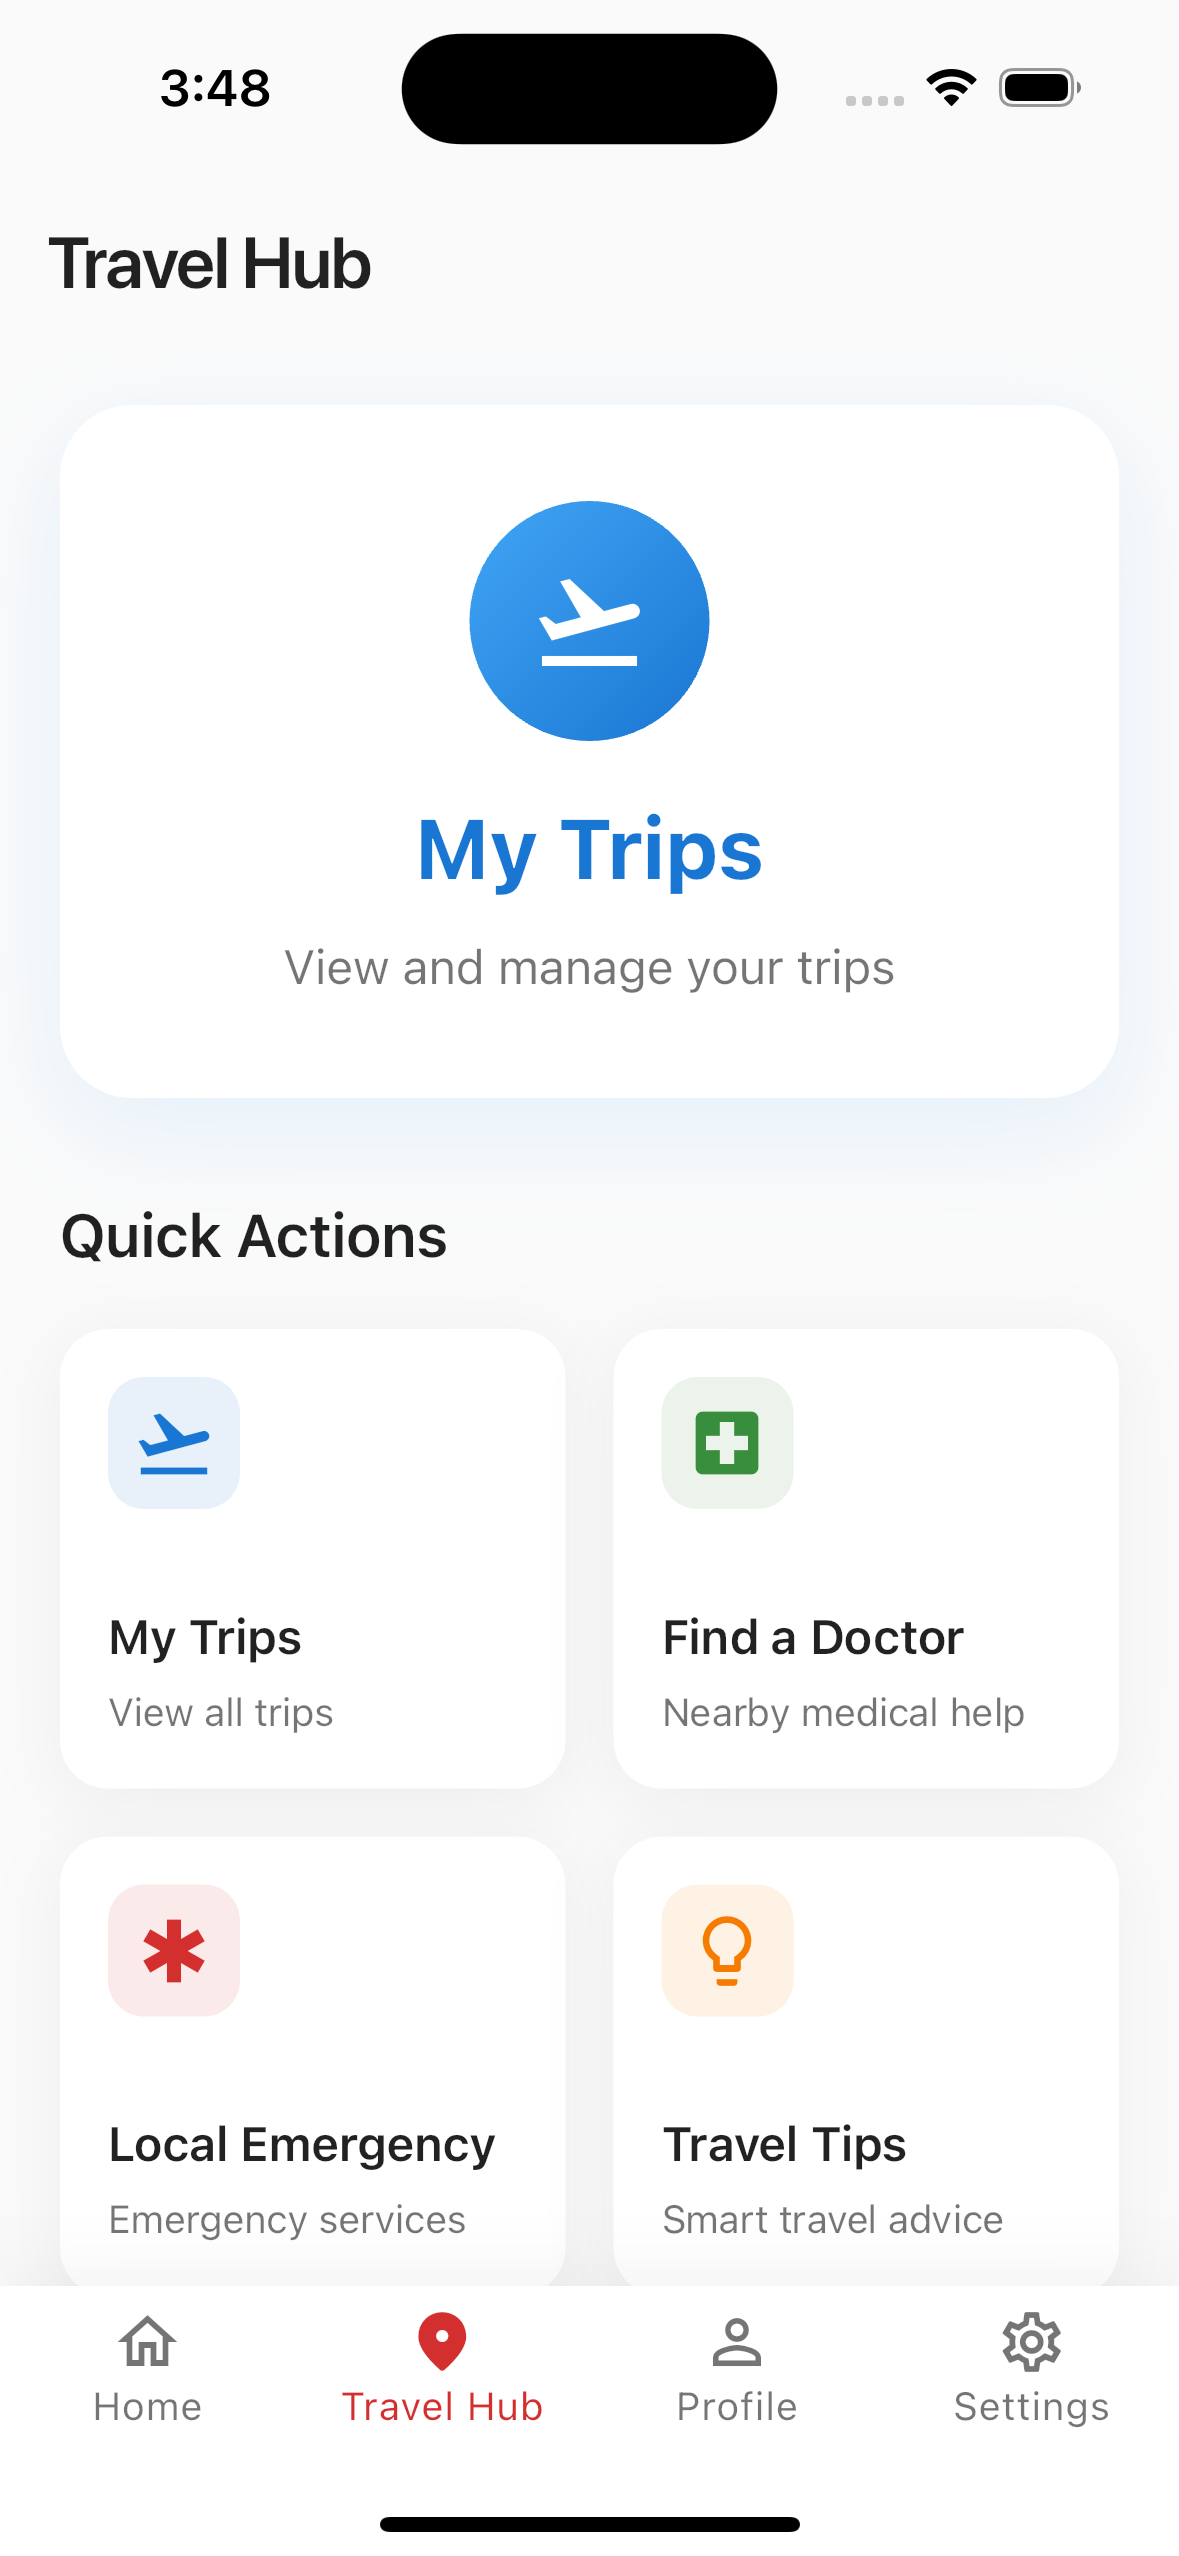 3:48
Travel Hub
My Trips
View and manage your trips
Quick Actions
My Trips
View all trips
Find a Doctor
Nearby medical help
Local Emergency
Emergency services
Travel Tips
Smart travel advice
Home
Travel Hub
Profile
Settings